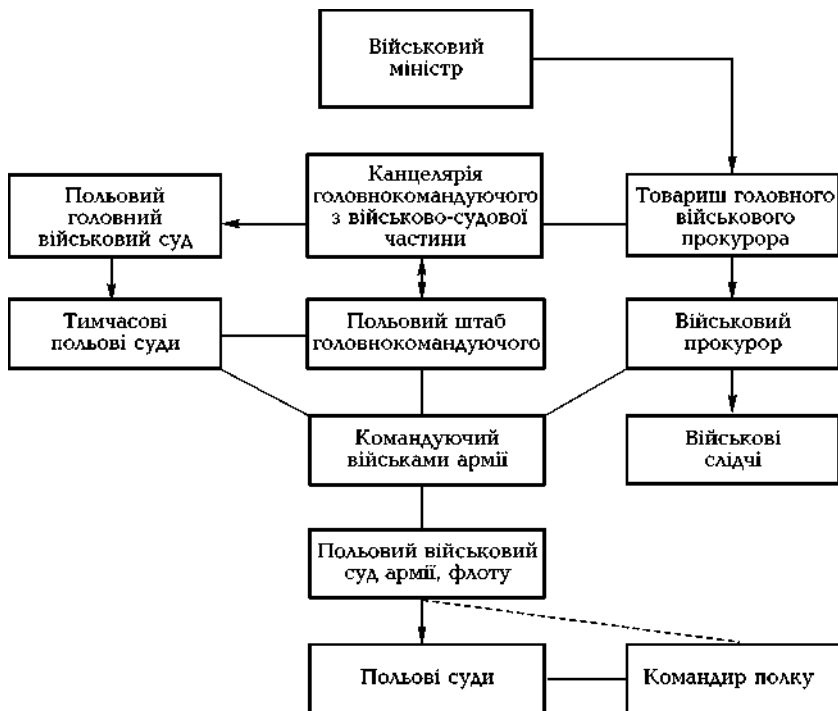 Військовий
міністр
Канцелярія
головнокомандуючого
з військово-судової
частини
Польовий
головний
військовий суд
Товариш головного
військового
прокурора
Тимчасові
польові суди
Польовий штаб
головнокомандуючого
Військовий
прокурор
Командуючий
військами армії
Військові
слідчі
Польовий військовий
суд армії, флоту
Польові суди
Командир полку